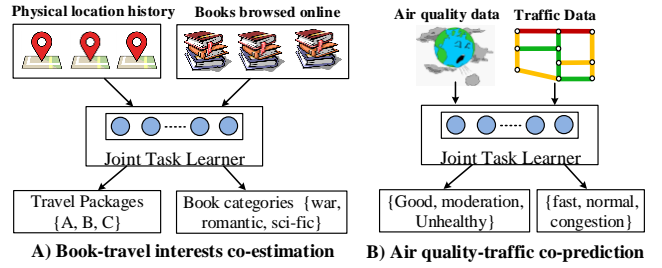 Physical location history
Books browsed online
Joint Task Learner
Travel Packages
{A, B, C}
Book categories {war,
romantic, sci-fic}
A) Book-travel interests co-estimation
Air quality data
Traffic Data
Joint Task Learner
{Good, moderation,
Unhealthy}
{fast, normal,
congestion}
B) Air quality-traffic co-prediction